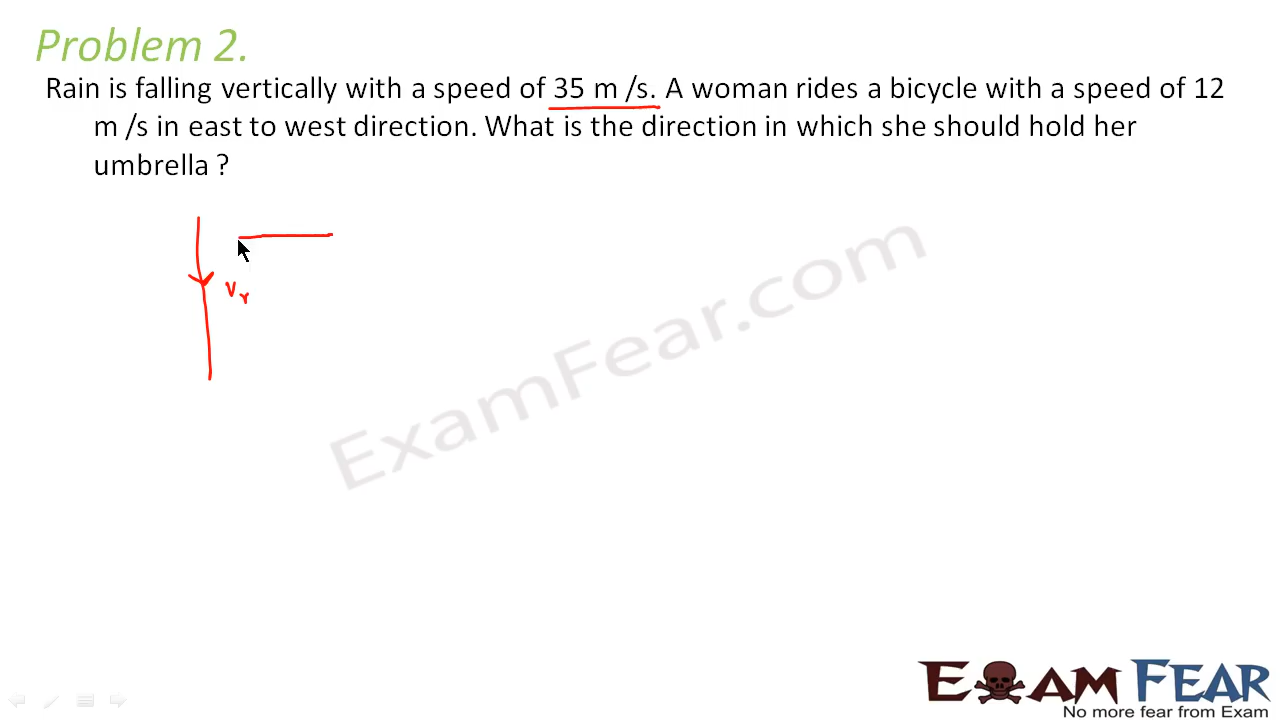 Problem 2.
Rain is falling vertically with a speed of 35 m /s. A woman rides a bicycle with a speed of 12
m /s in east to west direction. What is the direction in which she should hold her
umbrella ?
vr
ExamFear.com
EXAM FEAR
No more fear from Exam